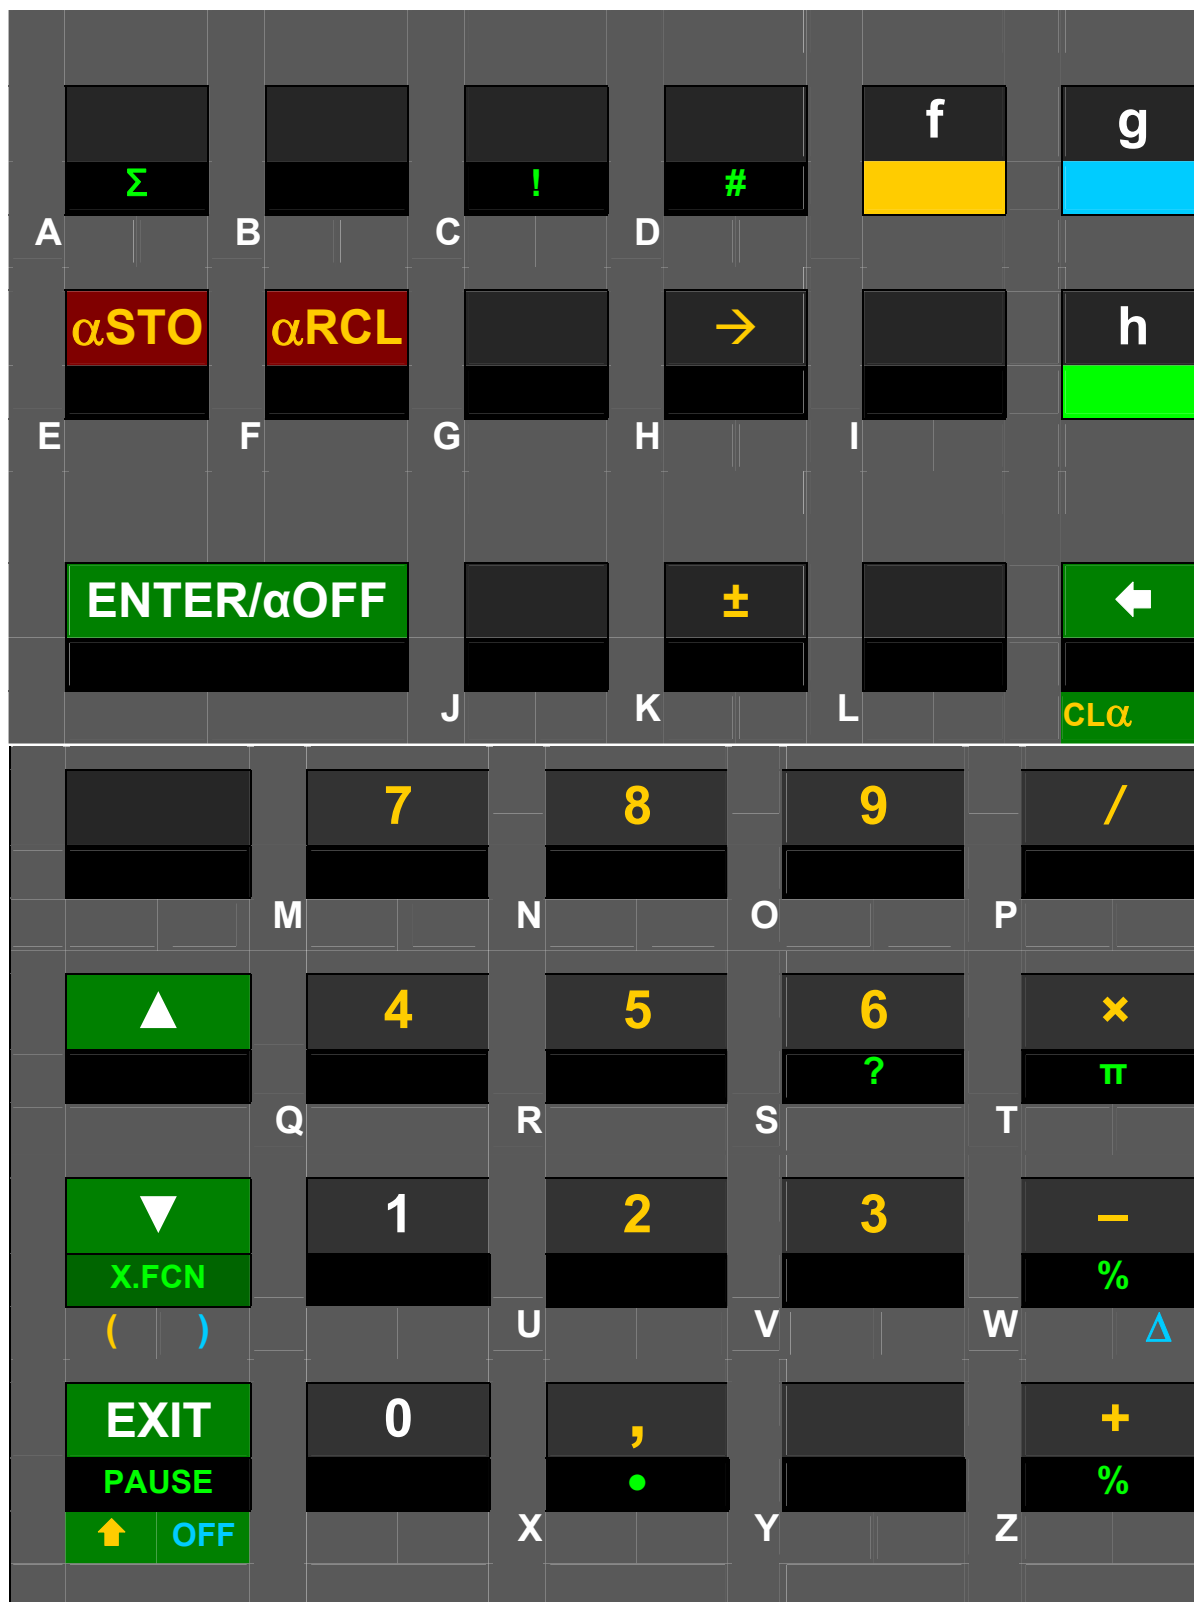 f g
Σ ! #
A B C D
αSTO αRCL → h
E F G H I
ENTER/αOFF ±
J K L CLα
7 8 9 /
M N O P
4 5 6 ×
? π
Q R S T
1 2 3 –
X.FCN %
( ) U V W Δ
EXIT 0 , +
PAUSE • %
OFF X Y Z